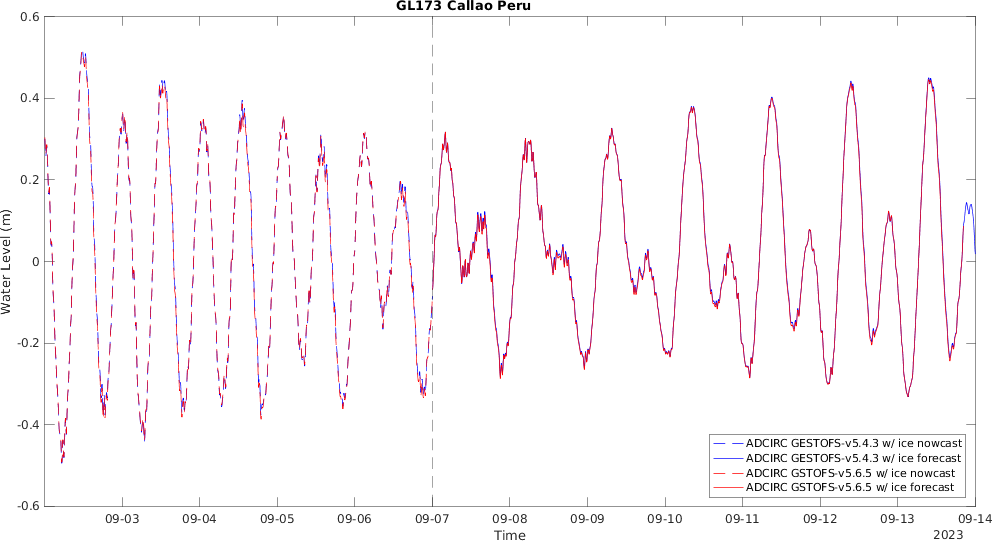 GL173 Callao Peru
0.6
0.4
0.2
0
-0.2
-0.4
-0.6
Water Level (m)
ADCIRC GESTOFS-v5.4.3 w/ ice nowcast
ADCIRC GESTOFS-v5.4.3 w/ ice forecast
ADCIRC GSTOFS-v5.6.5 w/ ice nowcast
ADCIRC GSTOFS-v5.6.5 w/ ice forecast
09-03 09-04 09-05 09-06 09-07 09-08 09-09 09-10 09-11 09-12 09-13 09-14
Time
2023